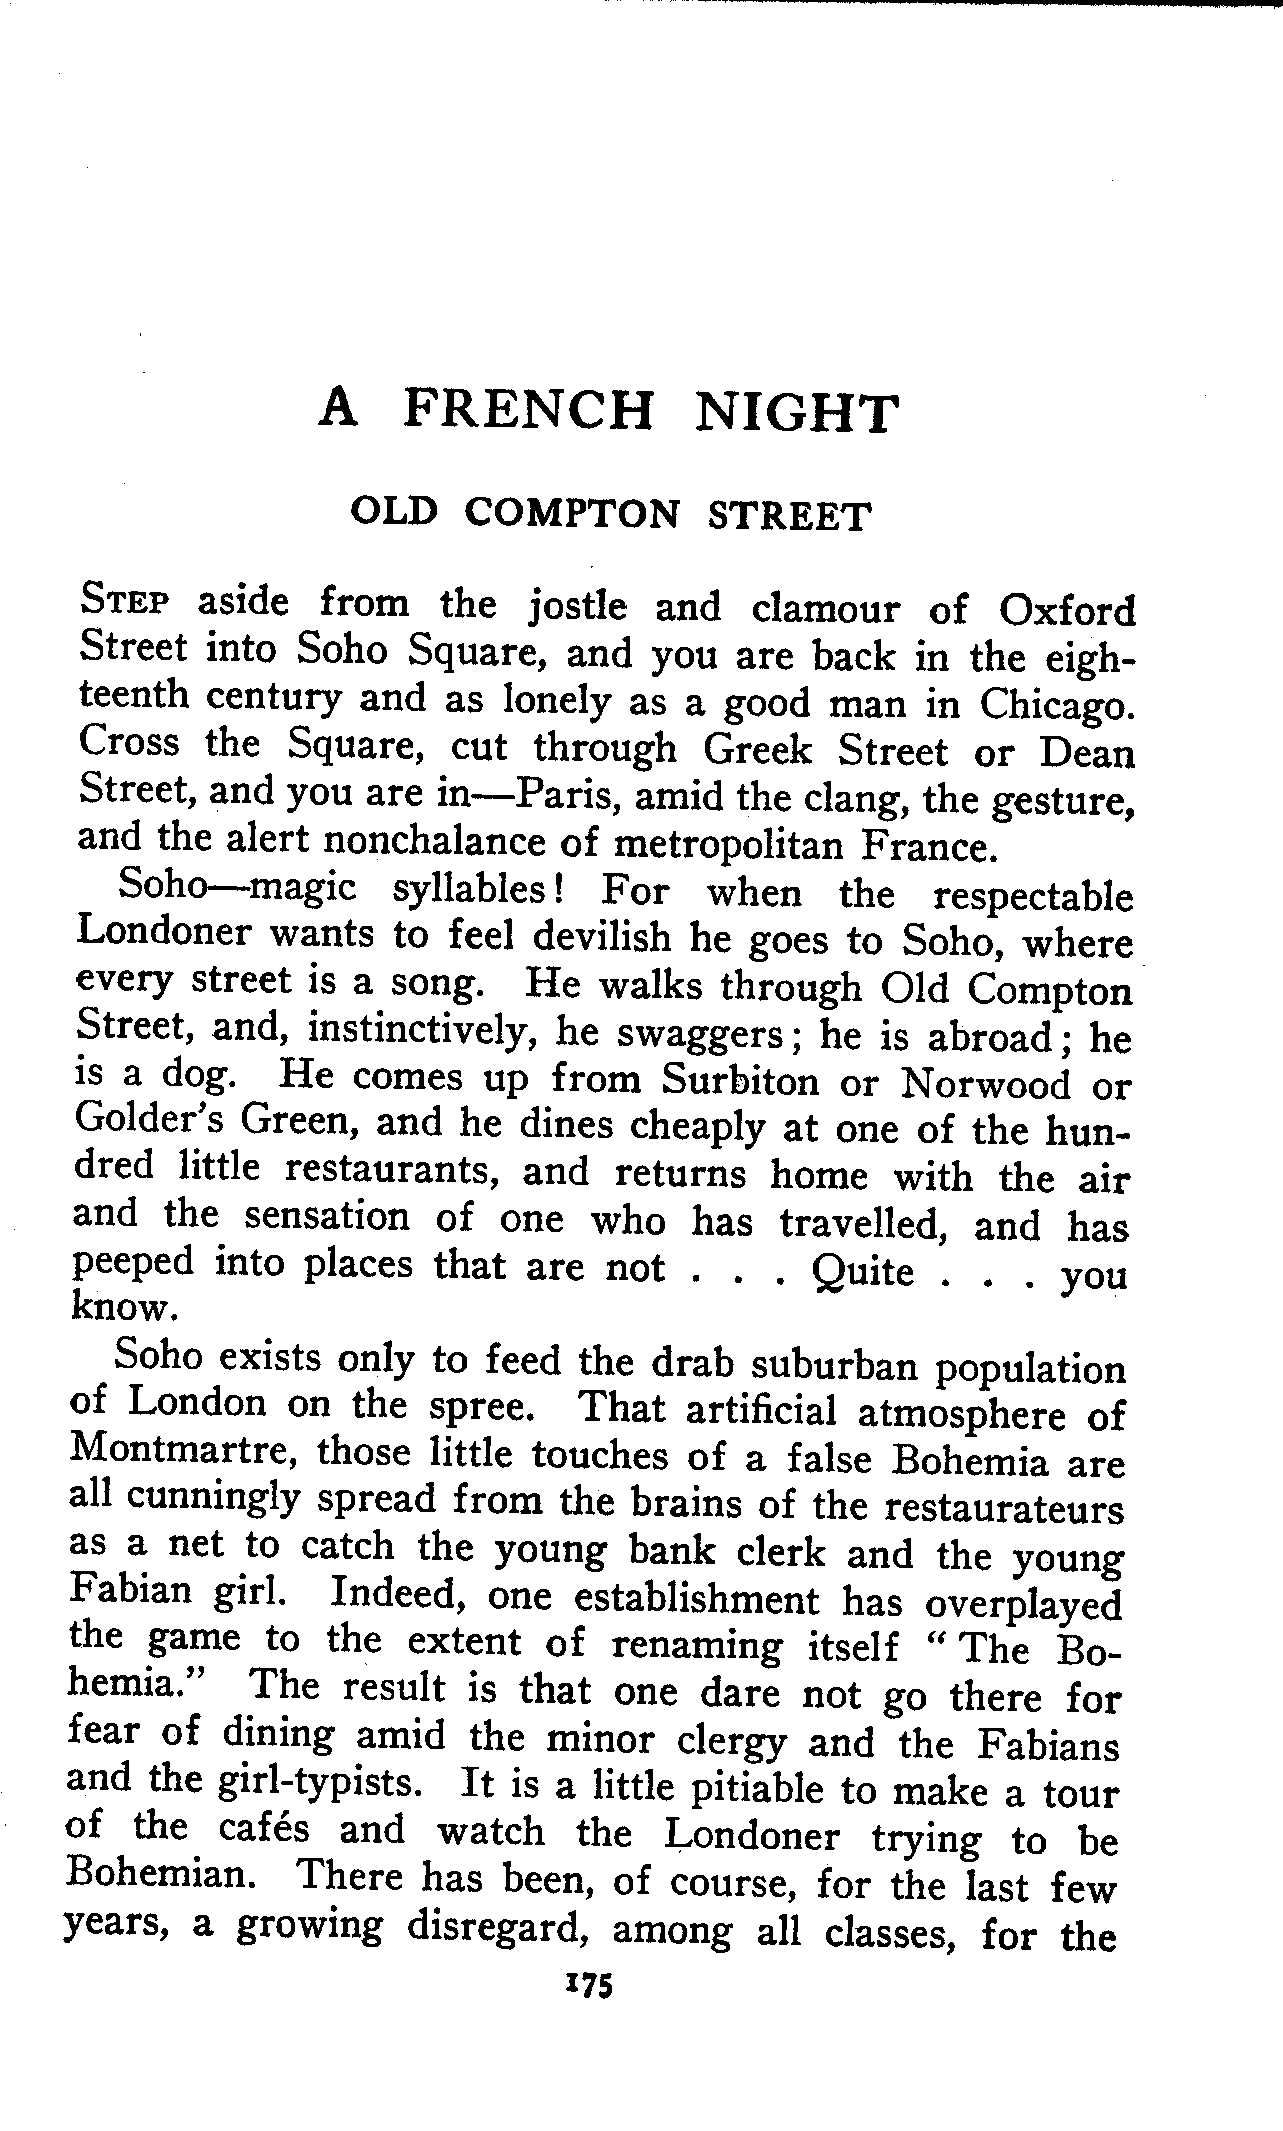 A FRENCH NIGHT
OLD COMPTON STREET
STEP aside from the jostle and clamour of Oxford
Street into Soho Square, and you are back in the eigh-
teenth century and as lonely as a good man in Chicago.
Cross the Square, cut through Greek Street or Dean
Street, and you are in—Paris, amid the clang, the gesture,
and the alert nonchalance of metropolitan France.
Soho—magic syllables! For when the respectable
Londoner wants to feel devilish he goes to Soho, where
every street is a song. He walks through Old Compton
Street, and, instinctively, he swaggers; he is abroad; he
is a dog. He comes up from Surbiton or Norwood or
Golder's Green, and he dines cheaply at one of the hun-
dred little restaurants, and returns home with the air
and the sensation of one who has travelled, and has
peeped into places that are not . . . Quite . . . you
know.
Soho exists only to feed the drab suburban population
of London on the spree. That artificial atmosphere of
Montmartre, those little touches of a false Bohemia are
all cunningly spread from the brains of the restaurateurs
as a net to catch the young bank clerk and the young
Fabian girl. Indeed, one establishment has overplayed
the game to the extent of renaming itself "The Bo-
hemia." The result is that one dare not go there for
fear of dining amid the minor clergy and the Fabians
and the girl-typists. It is a little pitiable to make a tour
of the cafés and watch the Londoner trying to be
Bohemian. There has been, of course, for the last few
years, a growing disregard, among all classes, for the
175